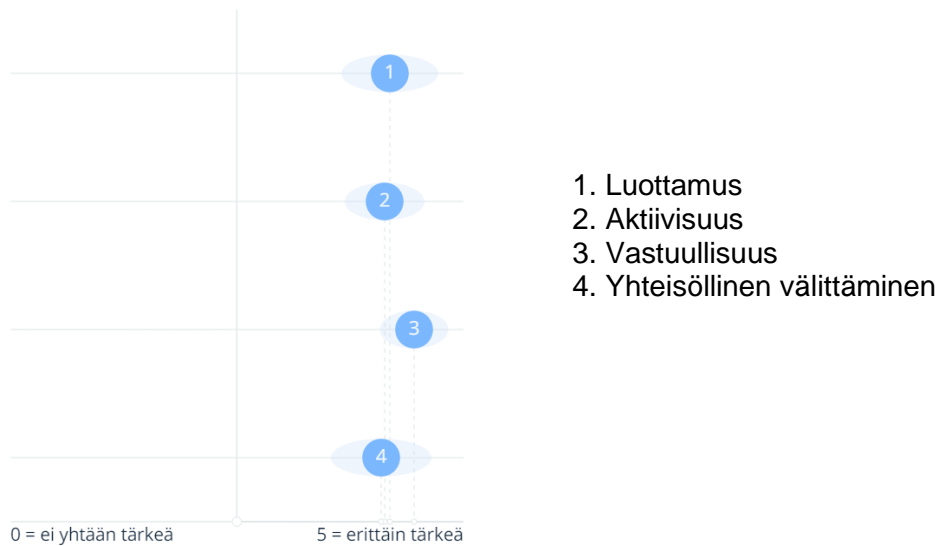 1
2
3
4
0 = ei yhtään tärkeä
5 = erittäin tärkeä
1. Luottamus
2. Aktiivisuus
3. Vastuullisuus
4. Yhteisöllinen välittäminen